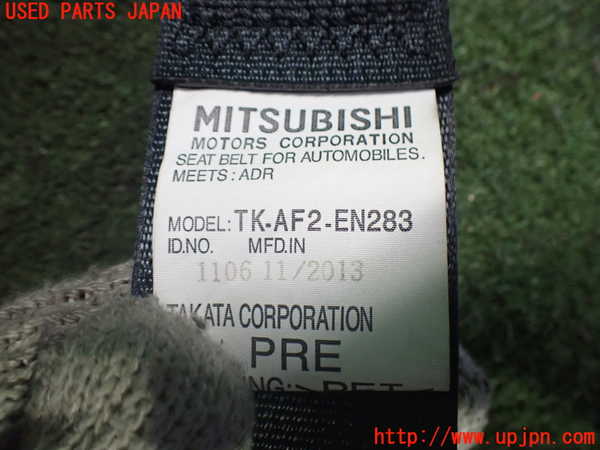 USED PARTS JAPAN
MITSUBISHI
MOTORS CORPORATION
SEAT BELT FOR AUTOMOBILES.
MEETS : ADR
MODEL: TK-AF2-EN283
ID.NO. MFD.IN
1106 11/2013
TAKATA CORPORATION
PRE
http://www.upjpn.com/